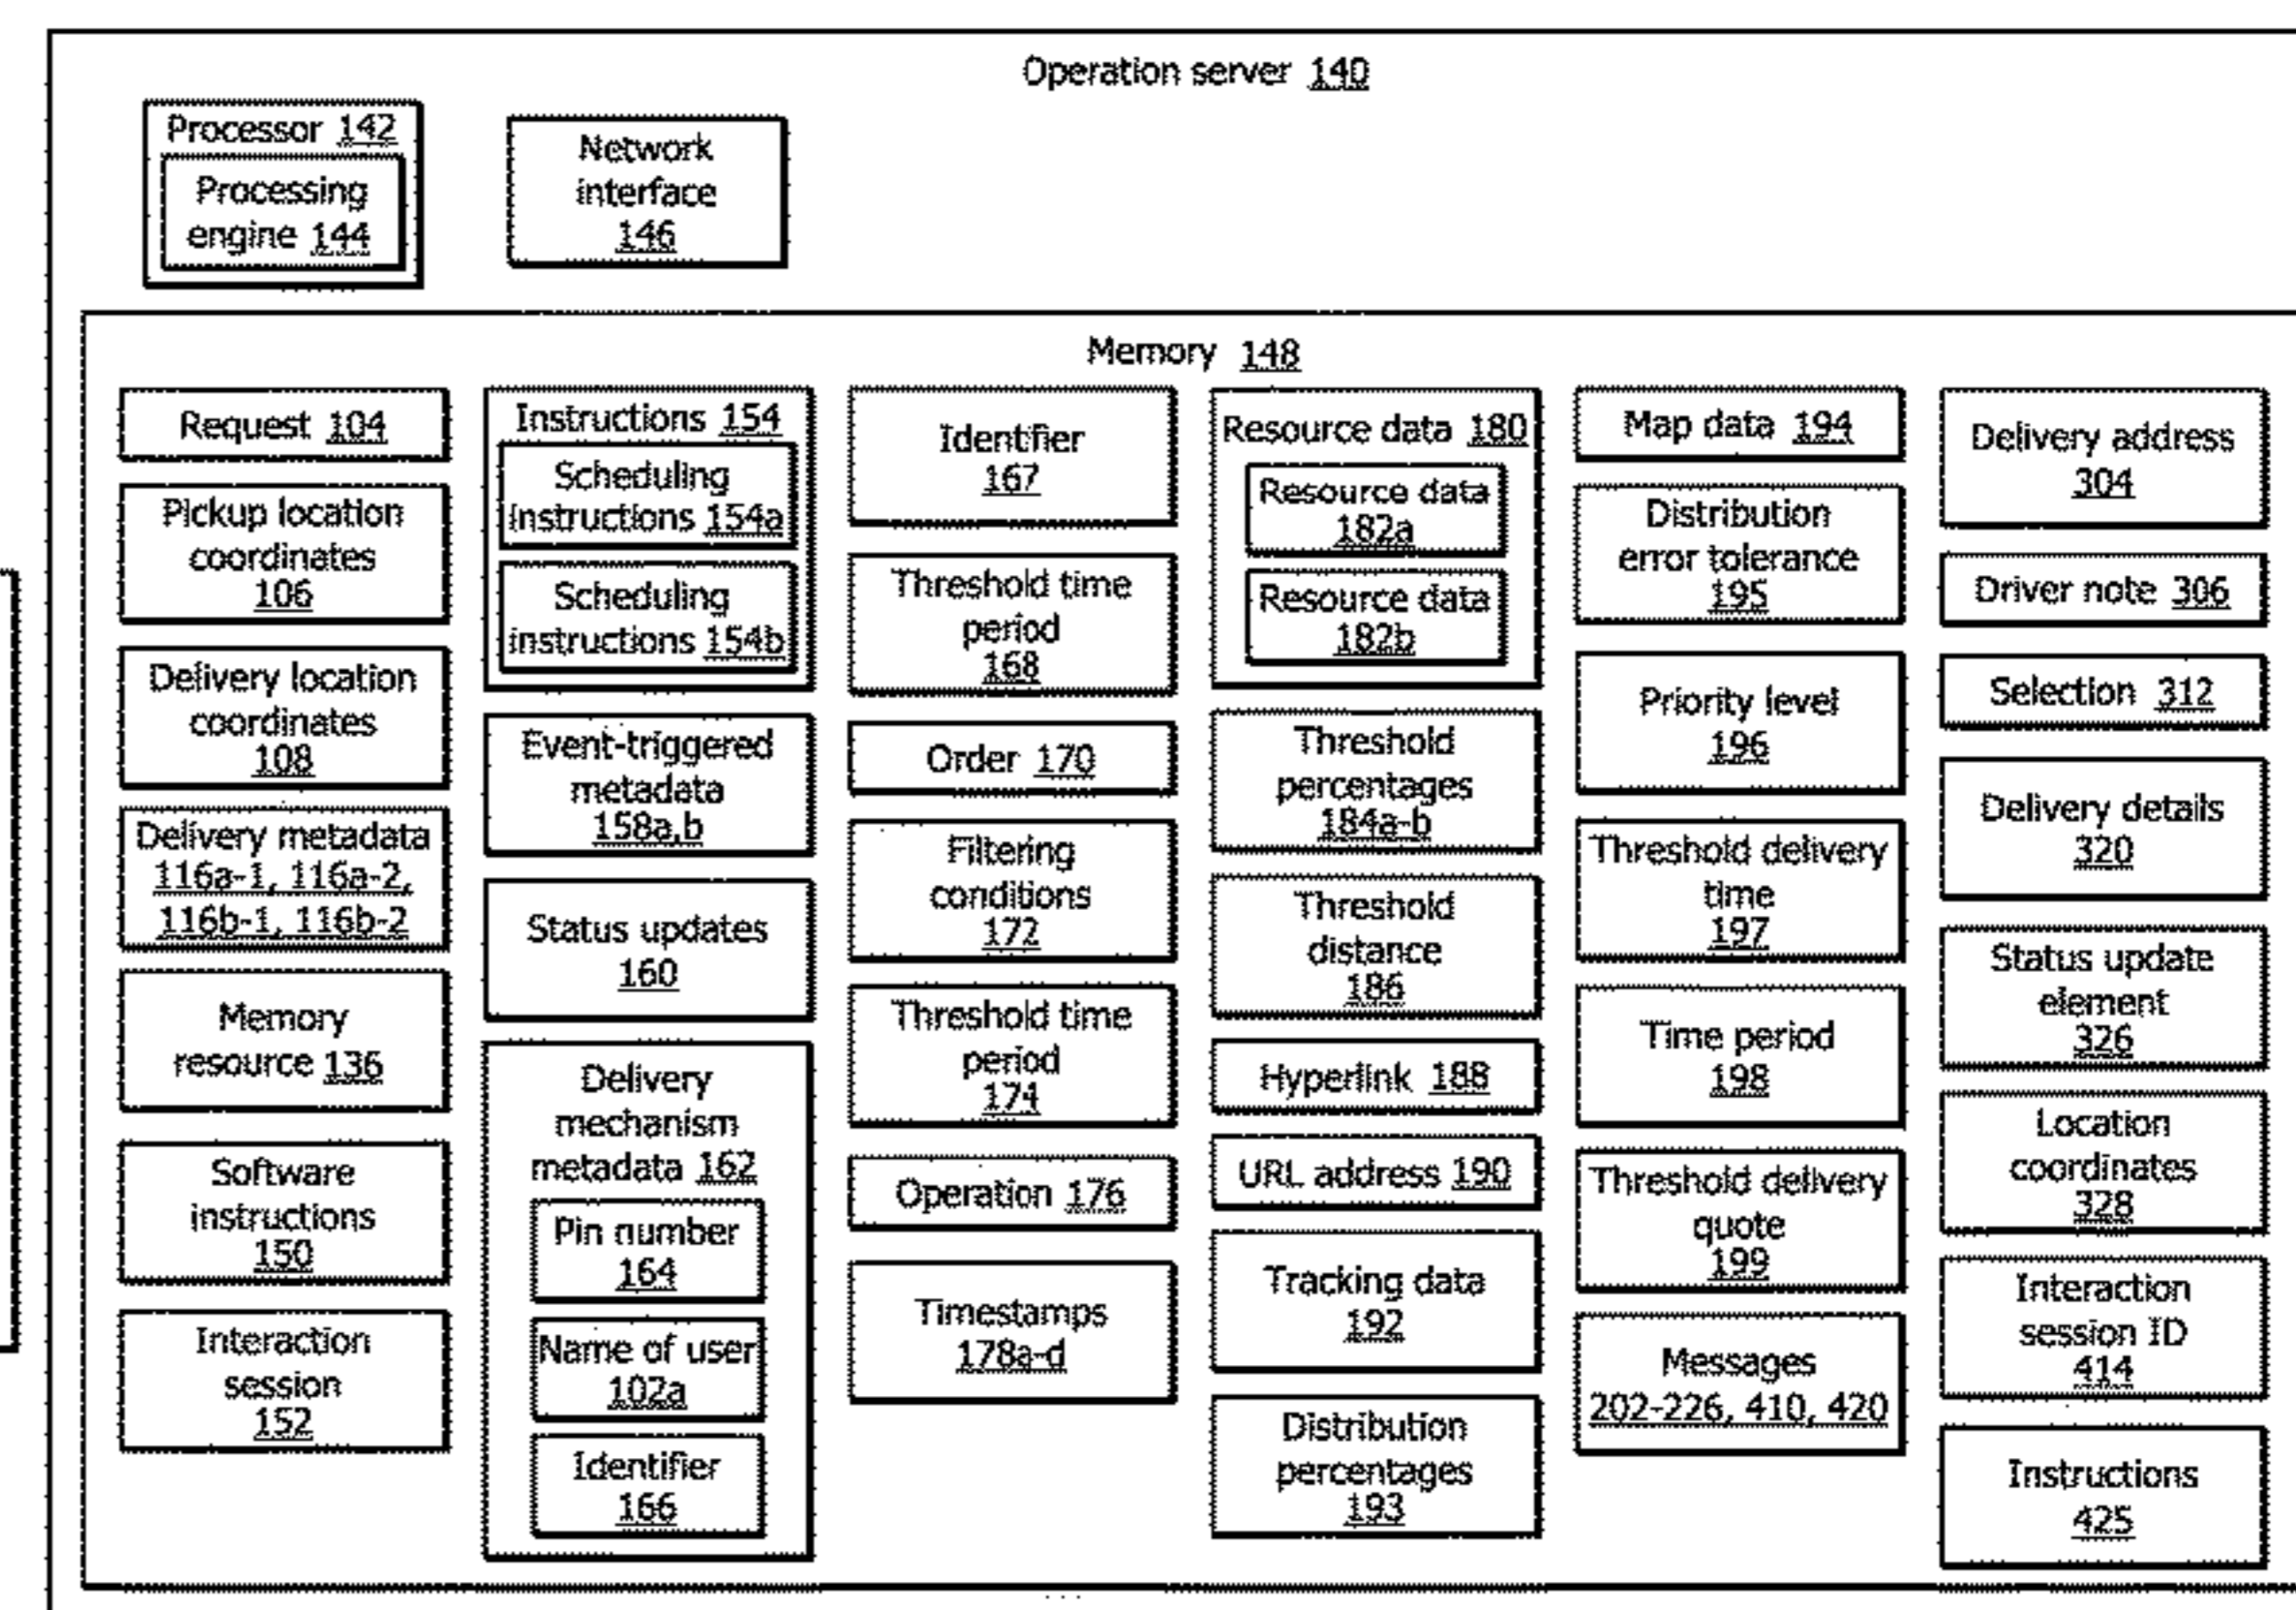 Operation server 140
Processor 142
Processing
engine 144
Network
interface
146
Memory 148
Request 104
Pickup location
coordinates
106
Delivery location
coordinates
108
Delivery metadata
116a-1, 116a-2,
116b-1, 116b-2
Memory
resource 136
Software
instructions
150
Interaction
session
152
Instructions 154
Scheduling
instructions 154a
Scheduling
instructions 154b
Event-triggered
metadata
158a,b
Status updates
160
Delivery
mechanism
metadata 162
Pin number
164
Name of user
102a
Identifier
166
Identifier
167
Threshold time
period
168
Order 170
Filtering
conditions
172
Threshold time
period
174
Operation 176
Timestamps
178a-d
Resource data 180
Resource data
182a
Resource data
182b
Threshold
percentages
184a-b
Threshold
distance
186
Hyperlink 188
URL address 190
Tracking data
192
Distribution
percentages
193
Map data 194
Distribution
error tolerance
195
Priority level
196
Threshold delivery
time
197
Time period
198
Threshold delivery
quote
199
Messages
202-226, 410, 420
Delivery address
304
Driver note 306
Selection 312
Delivery details
320
Status update
element
326
Location
coordinates
328
Interaction
session ID
414
Instructions
425